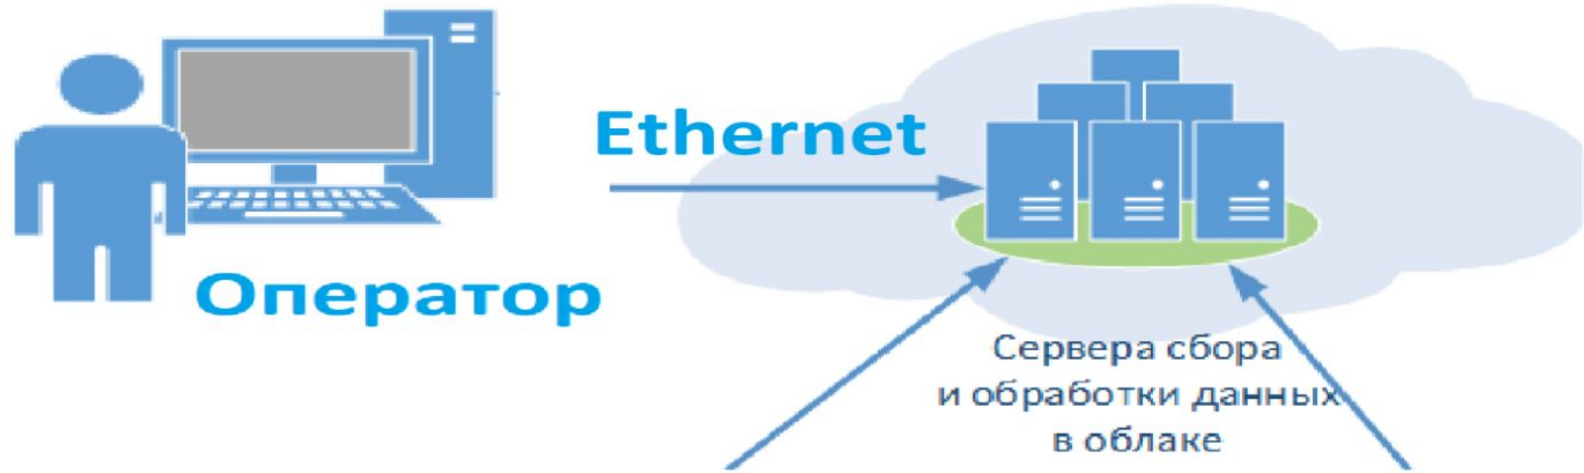 Ethernet
Оператор
Сервера сбора
и обработки данных
в облаке